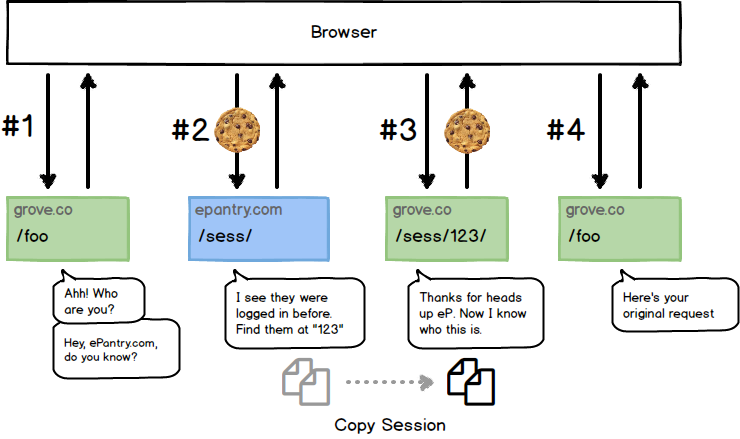 Browser
#1
#2
#3
#4
grove.co
/foo
epantry.com
/sess/
grove.co
/sess/123/
grove.co
/foo
Ahh! Who
are you?
Hey, ePantry.com,
do you know?
I see they were
logged in before.
Find them at "123"
Thanks for heads
up eP. Now I know
who this is.
Here's your
original request
Copy Session